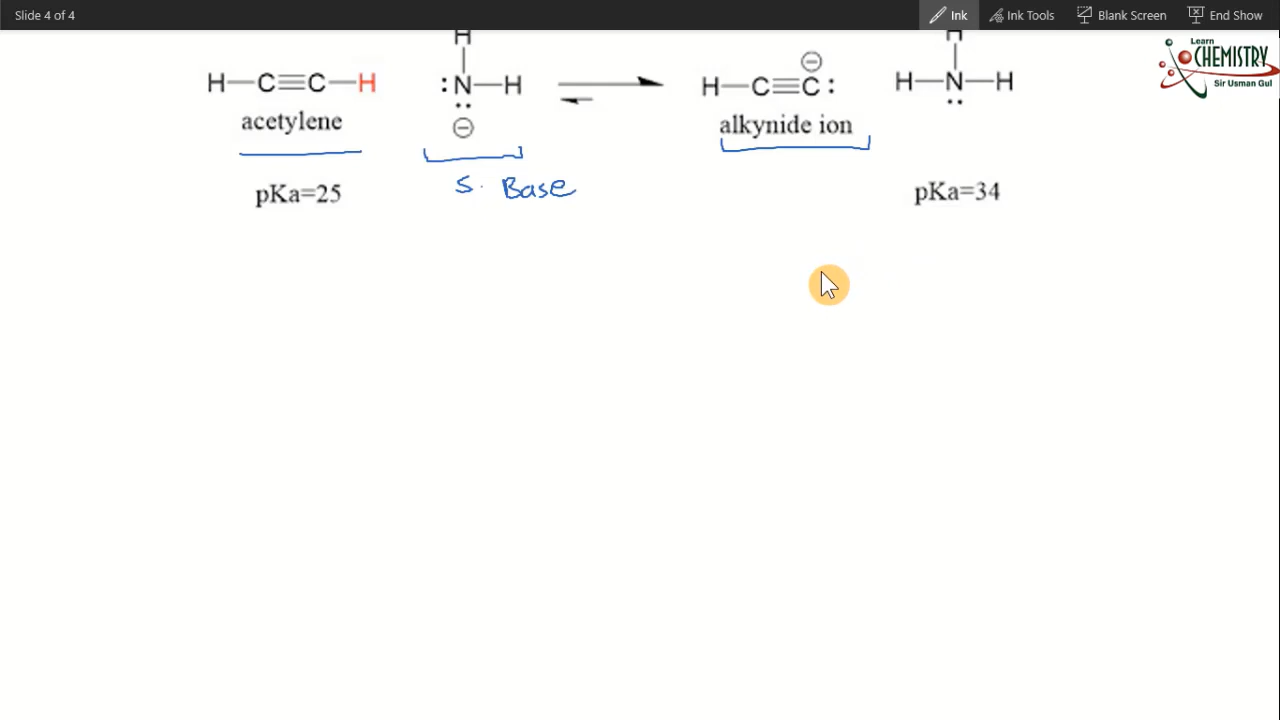 Slide 4 of 4
Ink
Ink Tools
Blank Screen
End Show
Learn
CHEMISTRY
Sir Usman Gul
H
H
H—C≡C—H
:N—H
⊖
H—C≡C:
⊖
H—N—H
acetylene
alkynide ion
S. Base
pKa=25
pKa=34